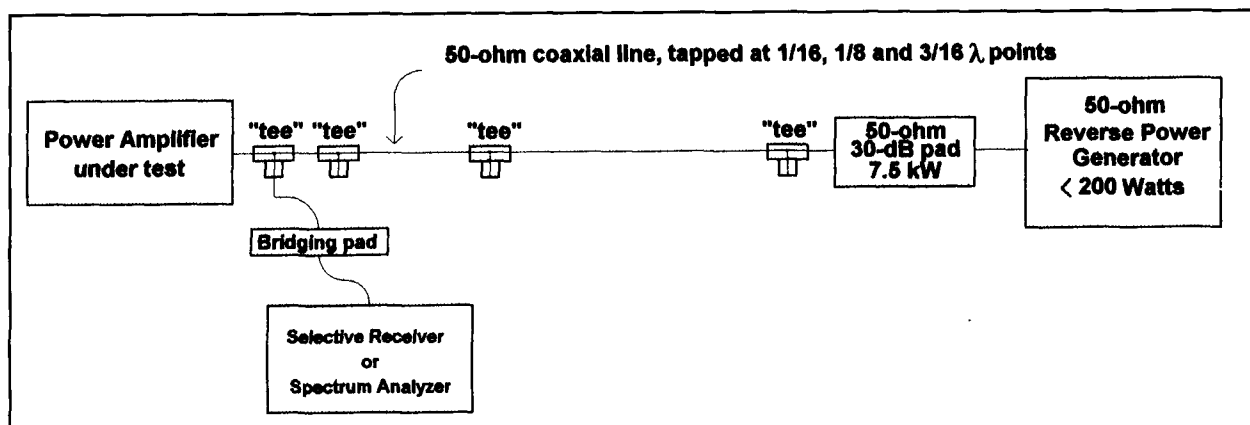 50-ohm coaxial line, tapped at 1/16, 1/8 and 3/16 λ points
Power Amplifier
under test
"tee" "tee"
"tee"
"tee"
50-ohm
30-dB pad
7.5 kW
50-ohm
Reverse Power
Generator
< 200 Watts
Bridging pad
Selective Receiver
or
Spectrum Analyzer